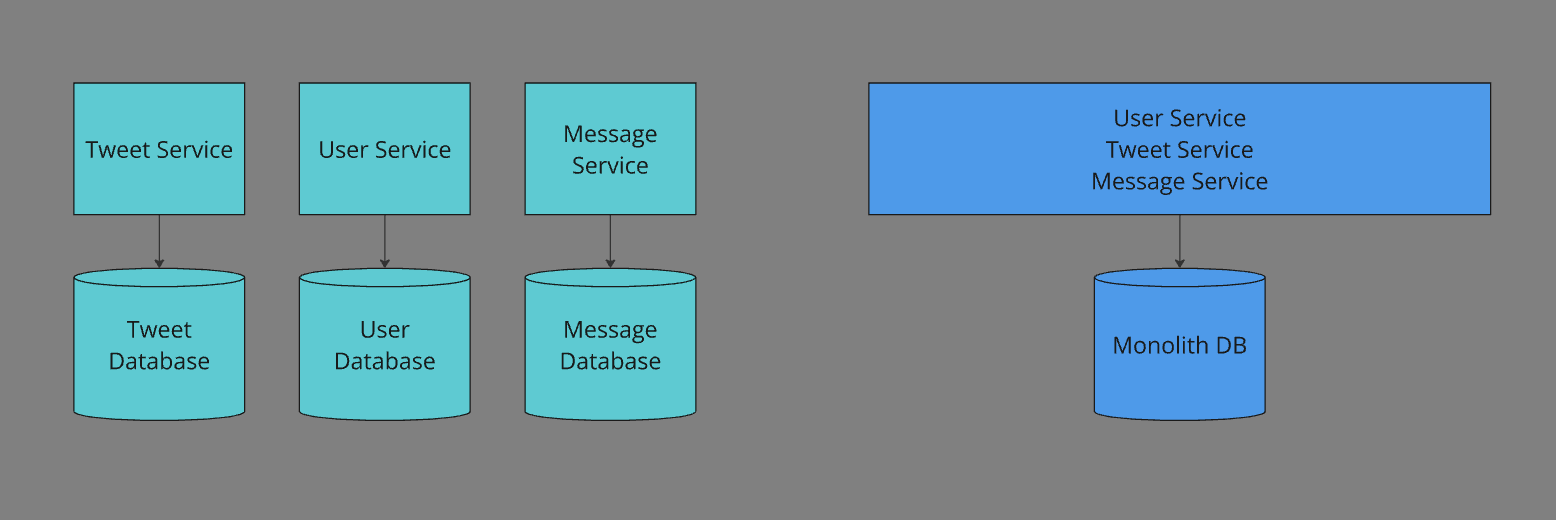 Tweet Service
User Service
Message
Service
User Service
Tweet Service
Message Service
Tweet
Database
User
Database
Message
Database
Monolith DB